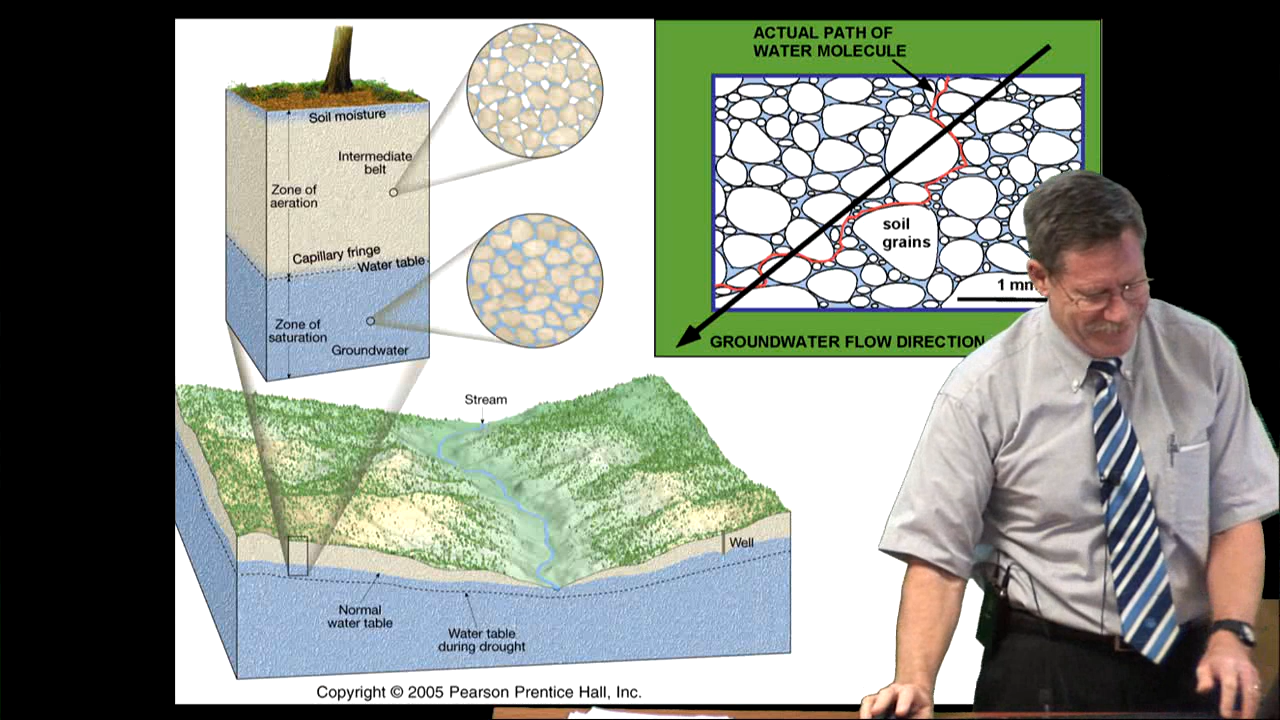 Soil moisture
Intermediate
belt
Zone of
aeration
Capillary fringe
Water table
Zone of
saturation
Groundwater
ACTUAL PATH OF
WATER MOLECULE
soil
grains
1 mm
GROUNDWATER FLOW DIRECTION
Stream
Well
Normal
water table
Water table
during drought
Copyright © 2005 Pearson Prentice Hall, Inc.